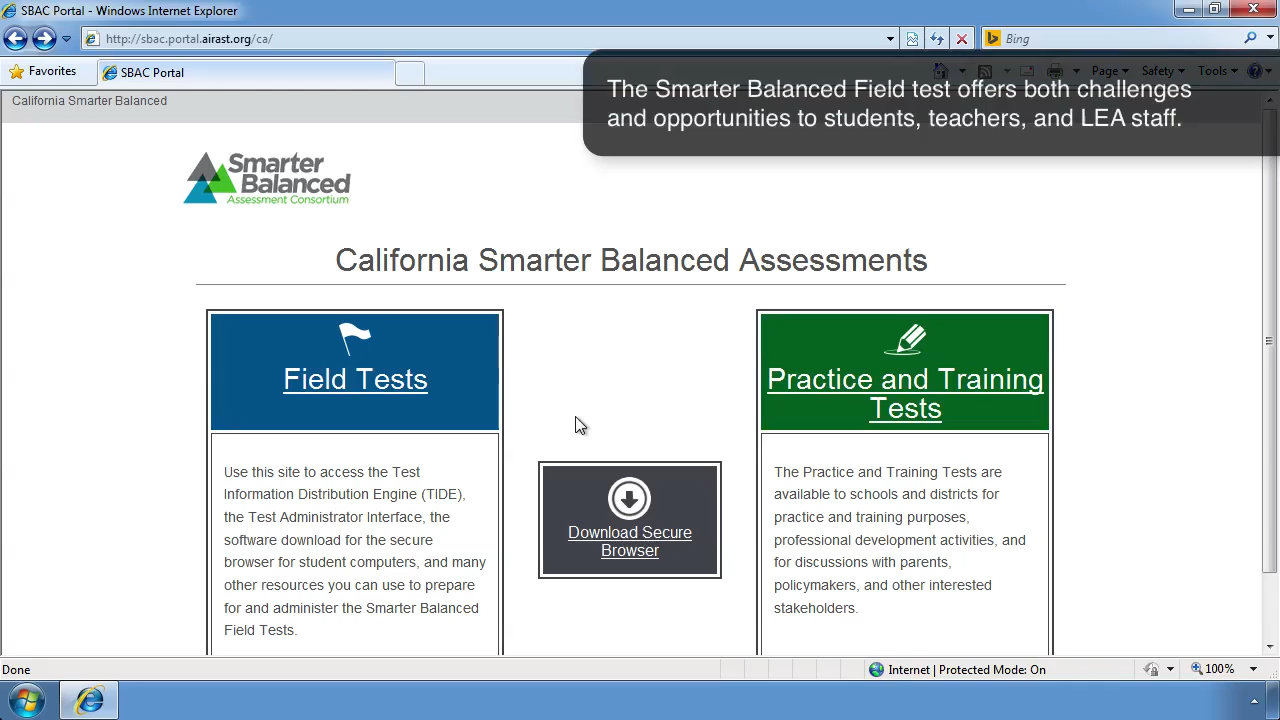 SBAC Portal - Windows Internet Explorer
http://sbac.portal.airast.org/ca/
Bing
Favorites
SBAC Portal
Page
Safety
Tools
California Smarter Balanced
The Smarter Balanced Field test offers both challenges
and opportunities to students, teachers, and LEA staff.
Smarter
Balanced
Assessment Consortium
California Smarter Balanced Assessments
Field Tests
Use this site to access the Test
Information Distribution Engine (TIDE),
the Test Administrator Interface, the
software download for the secure
browser for student computers, and many
other resources you can use to prepare
for and administer the Smarter Balanced
Field Tests.
Download Secure
Browser
Practice and Training
Tests
The Practice and Training Tests are
available to schools and districts for
practice and training purposes,
professional development activities, and
for discussions with parents,
policymakers, and other interested
stakeholders.
Done
Internet | Protected Mode: On
100%